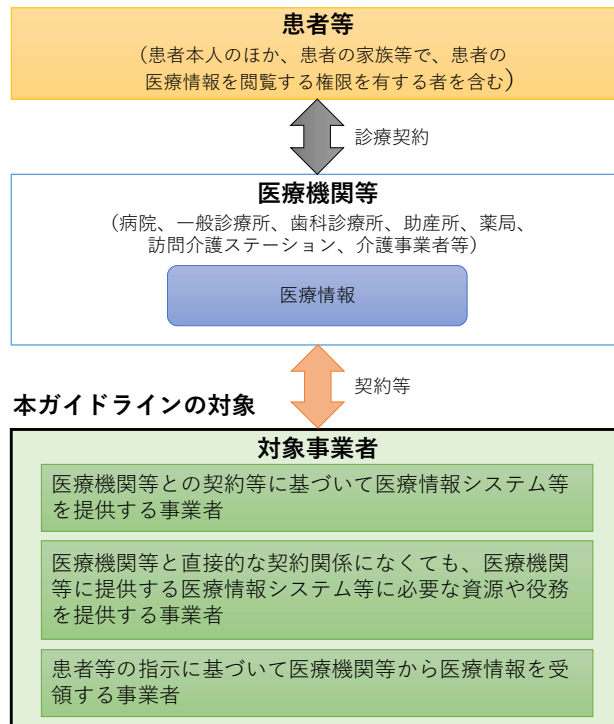 患者等
(患者本人のほか、患者の家族等で、患者の
医療情報を閲覧する権限を有する者を含む)
診療契約
医療機関等
(病院、一般診療所、歯科診療所、助産所、薬局、
訪問介護ステーション、介護事業者等)
医療情報
契約等
本ガイドラインの対象
対象事業者
医療機関等との契約等に基づいて医療情報システム等
を提供する事業者
医療機関等と直接的な契約関係になくても、医療機関
等に提供する医療情報システム等に必要な資源や役務
を提供する事業者
患者等の指示に基づいて医療機関等から医療情報を受
領する事業者